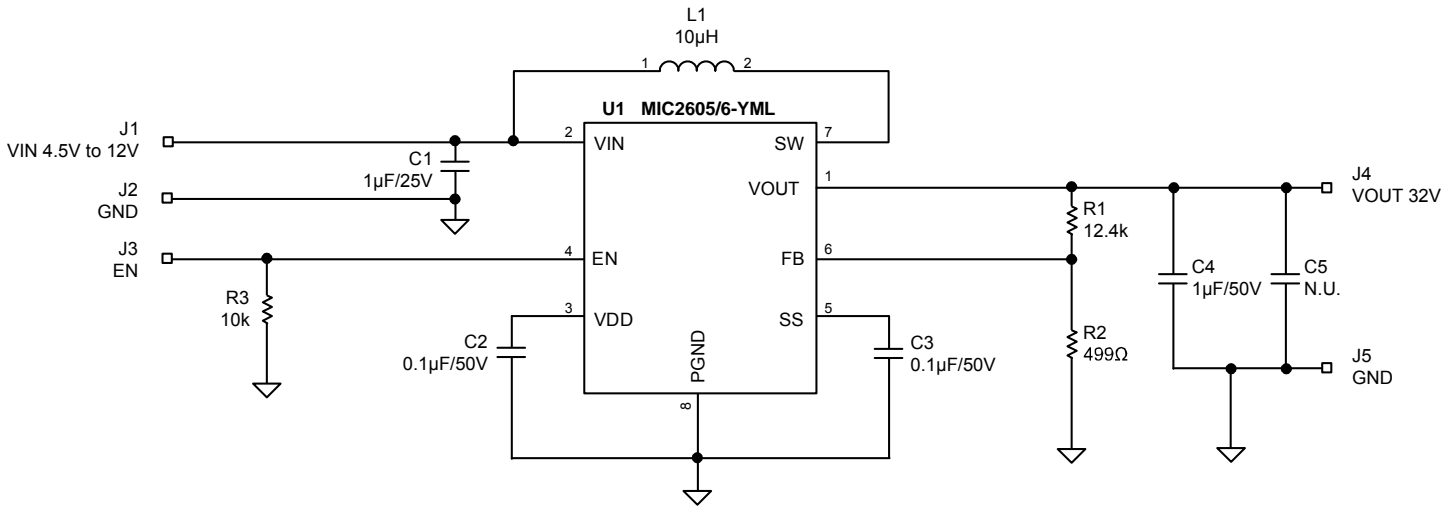 L1
10µH
1
2
U1 MIC2605/6-YML
J1
VIN 4.5V to 12V
2
VIN
SW
7
C1
1µF/25V
J2
GND
VOUT
1
J4
VOUT 32V
R1
12.4k
J3
EN
4
EN
FB
6
C4
1µF/50V
C5
N.U.
R3
10k
3
VDD
SS
5
C2
0.1µF/50V
PGND
8
C3
0.1µF/50V
R2
499Ω
J5
GND